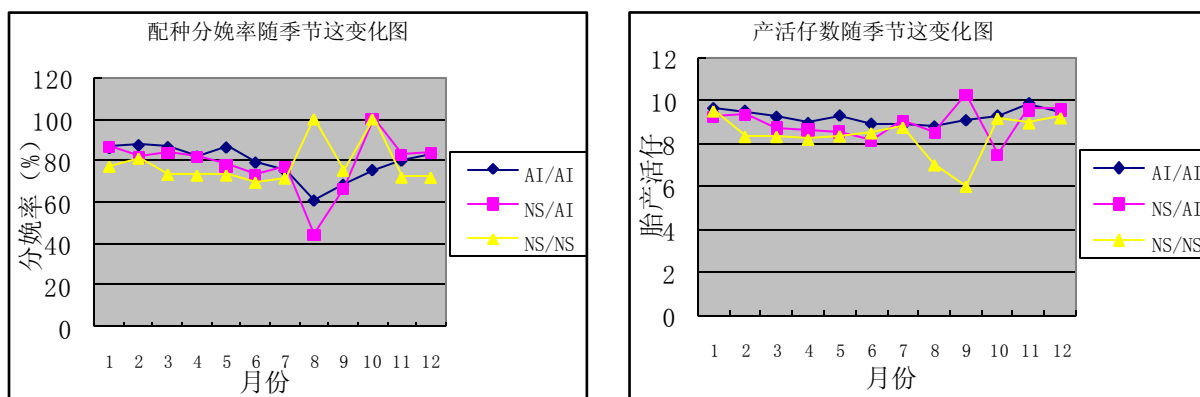 配种分娩率随季节这变化图
120
100
80
60
40
20
0
分娩率（%）
1 2 3 4 5 6 7 8 9 10 11 12
月份
AI/AI
NS/AI
NS/NS
产活仔数随季节这变化图
12
10
8
6
4
2
0
胎产活仔
1 2 3 4 5 6 7 8 9 10 11 12
月份
AI/AI
NS/AI
NS/NS